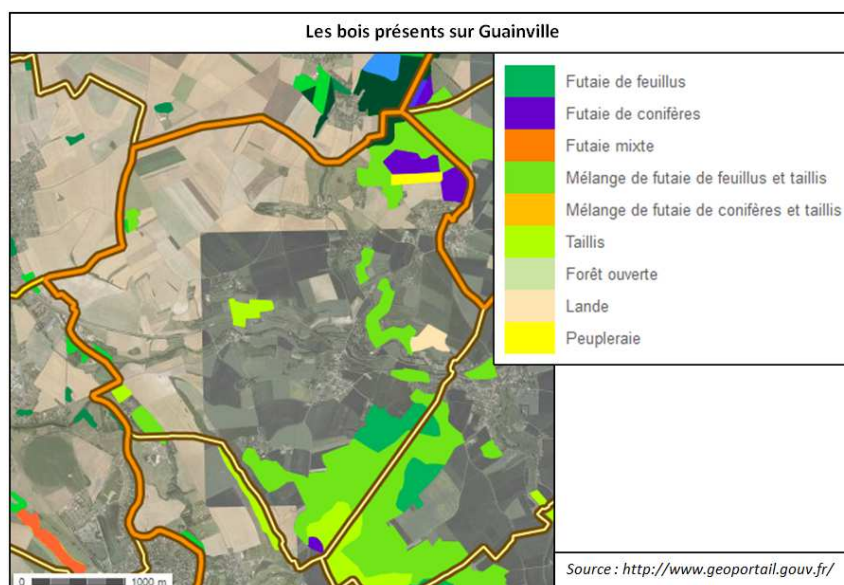 Les bois présents sur Guainville
Futaie de feuillus
Futaie de conifères
Futaie mixte
Mélange de futaie de feuillus et taillis
Mélange de futaie de conifères et taillis
Taillis
Forêt ouverte
Lande
Peupleraie
0 1000 m
Source : http://www.geoportail.gouv.fr/